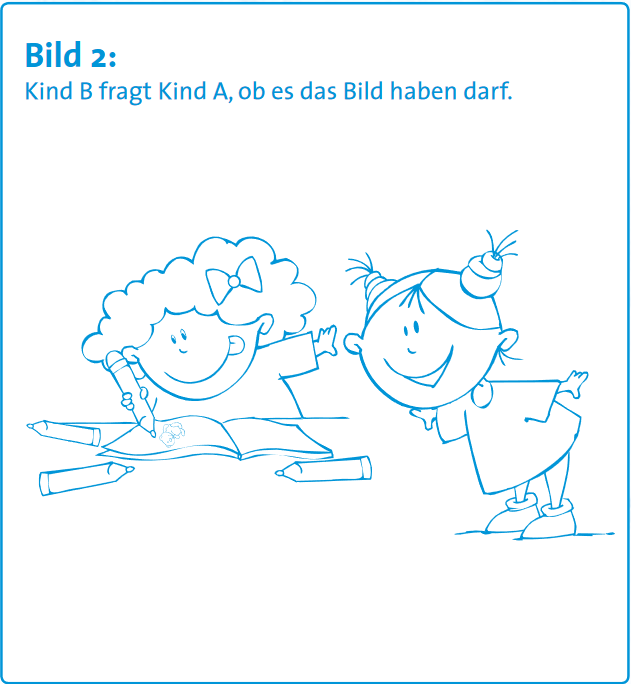 Bild 2:
Kind B fragt Kind A, ob es das Bild haben darf.